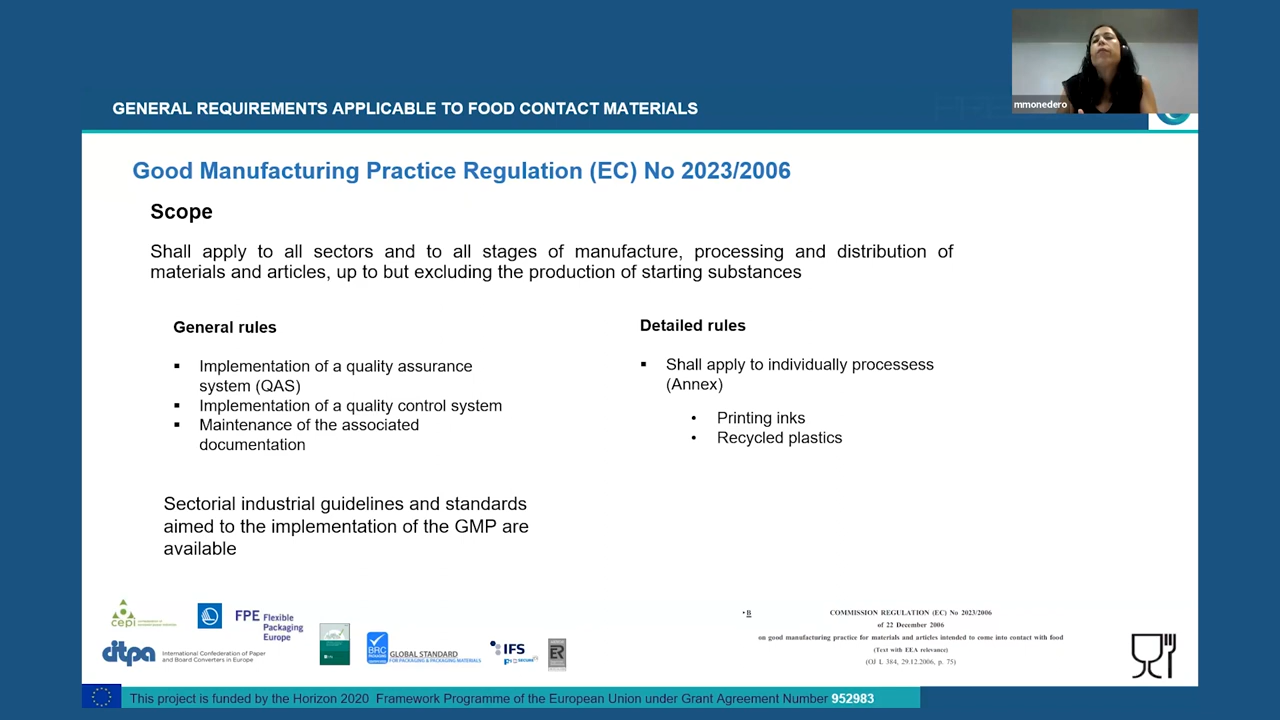 mmonedero
GENERAL REQUIREMENTS APPLICABLE TO FOOD CONTACT MATERIALS
Good Manufacturing Practice Regulation (EC) No 2023/2006
Scope
Shall apply to all sectors and to all stages of manufacture, processing and distribution of
materials and articles, up to but excluding the production of starting substances
General rules
▪ Implementation of a quality assurance
system (QAS)
▪ Implementation of a quality control system
▪ Maintenance of the associated
documentation
Detailed rules
▪ Shall apply to individually processess
(Annex)
• Printing inks
• Recycled plastics
Sectorial industrial guidelines and standards
aimed to the implementation of the GMP are
available
cepi
FPE Flexible
Packaging
Europe
citpa International Confederation of Paper
and Board Converters in Europe
BRC GLOBAL STANDARD
FOR PACKAGING & PACKAGING MATERIALS
IFS
B
COMMISSION REGULATION (EC) No 2023/2006
of 22 December 2006
on good manufacturing practice for materials and articles intended to come into contact with food
(Text with EEA relevance)
(OJ L 384, 29.12.2006, p. 75)
This project is funded by the Horizon 2020 Framework Programme of the European Union under Grant Agreement Number 952983